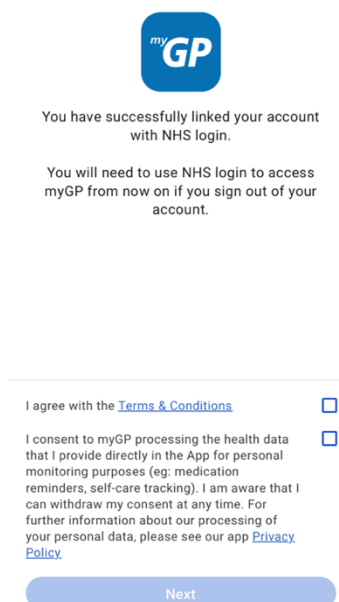 my
GP
You have successfully linked your account
with NHS login.
You will need to use NHS login to access
myGP from now on if you sign out of your
account.
I agree with the Terms & Conditions
I consent to myGP processing the health data
that I provide directly in the App for personal
monitoring purposes (eg: medication
reminders, self-care tracking). I am aware that I
can withdraw my consent at any time. For
further information about our processing of
your personal data, please see our app Privacy
Policy
Next